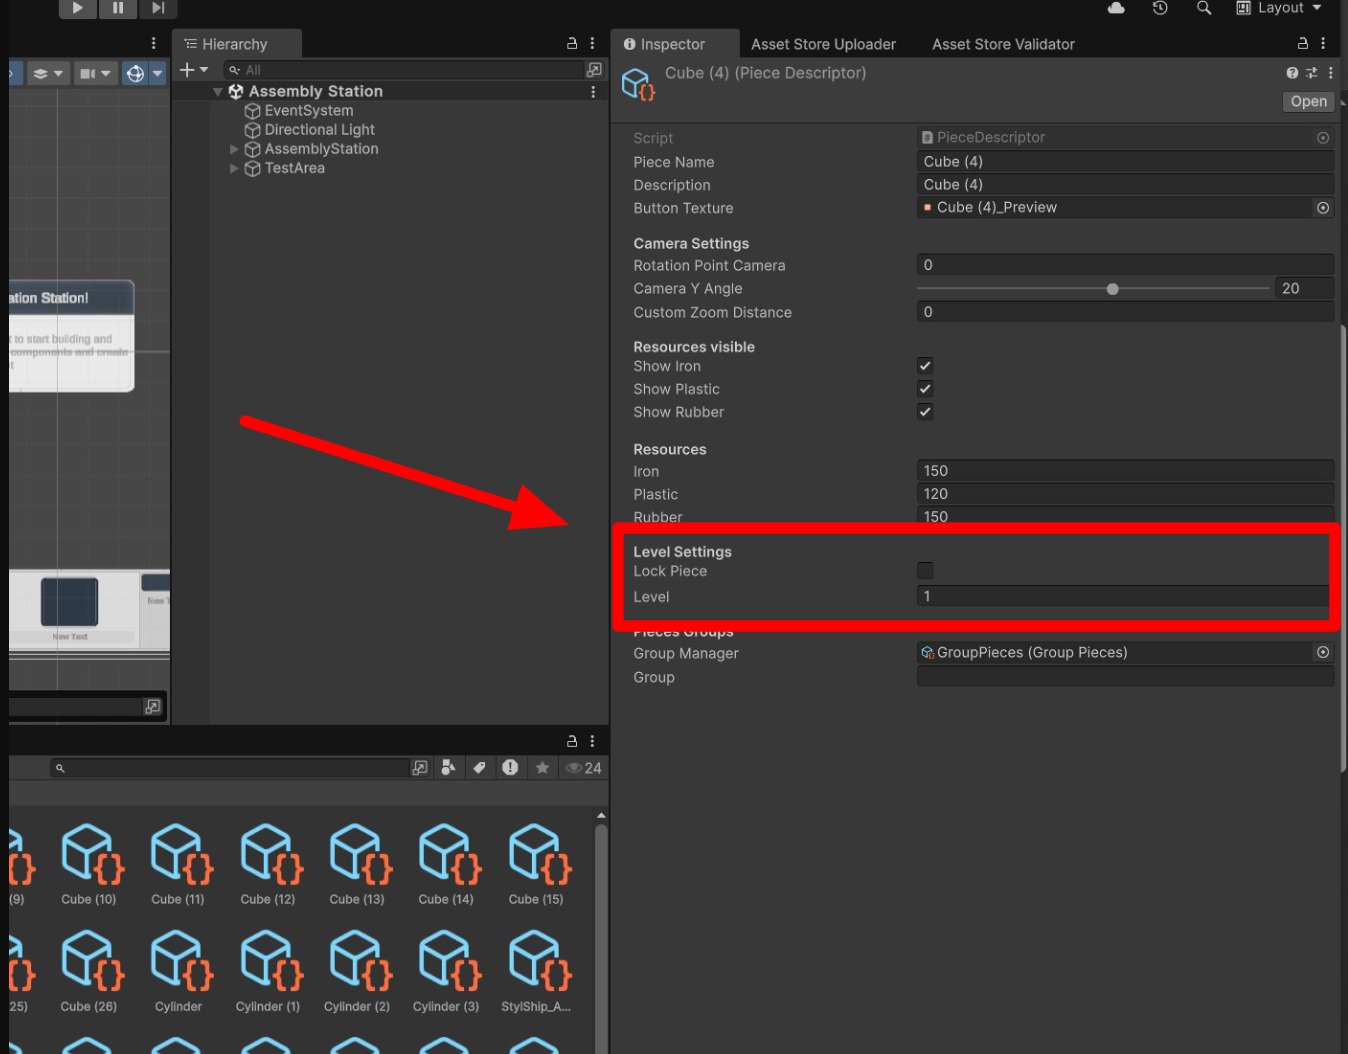 Layout
Hierarchy
All
Assembly Station
EventSystem
Directional Light
AssemblyStation
TestArea
ation Station!
t to start building and
components and create
New Text
New T
24
(9)
Cube (10)
Cube (11)
Cube (12)
Cube (13)
Cube (14)
Cube (15)
25)
Cube (26)
Cylinder
Cylinder (1)
Cylinder (2)
Cylinder (3)
StylShip_A...
Inspector
Asset Store Uploader
Asset Store Validator
Cube (4) (Piece Descriptor)
Open
Script PieceDescriptor
Piece Name Cube (4)
Description Cube (4)
Button Texture Cube (4)_Preview
Camera Settings
Rotation Point Camera 0
Camera Y Angle 20
Custom Zoom Distance 0
Resources visible
Show Iron
Show Plastic
Show Rubber
Resources
Iron 150
Plastic 120
Rubber 150
Level Settings
Lock Piece
Level 1
Pieces Groups
Group Manager GroupPieces (Group Pieces)
Group